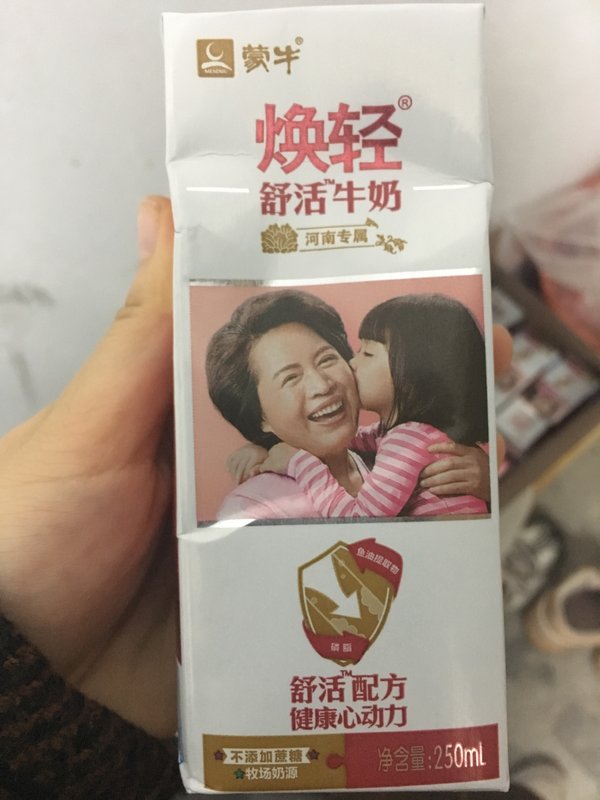 MENGNIU
蒙牛®
焕轻®
舒活™牛奶
河南专属
鱼油提取物
磷脂
舒活™配方
健康心动力
不添加蔗糖
牧场奶源
净含量:250mL